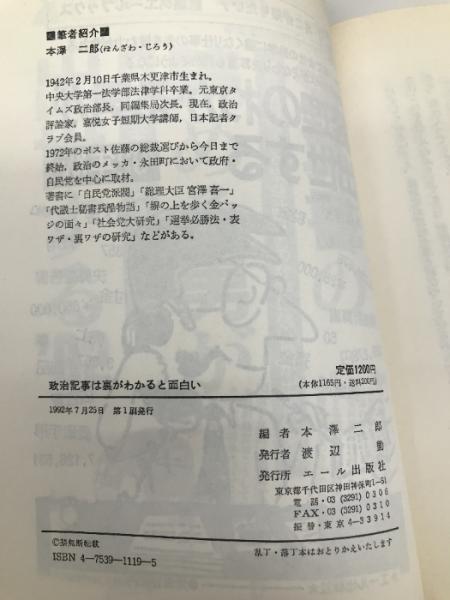 筆者紹介
本澤　二郎(ほんざわ・じろう)
1942年2月10日千葉県木更津市生まれ。
中央大学第一法学部法律学科卒業。元東京タ
イムズ政治部長，同編集局次長。現在，政治
評論家，嘉悦女子短期大学講師，日本記者ク
ラブ会員。
1972年のポスト佐藤の総裁選びから今日まで
終始，政治のメッカ・永田町において政府・
自民党を中心に取材。
著書に「自民党派閥」「総理大臣 宮澤喜一」
「代議士秘書残酷物語」「塀の上を歩く金バッ
ジの面々」「社会党大研究」「選挙必勝法・表
ワザ・裏ワザの研究」などがある。
政治記事は裏がわかると面白い
定価1200円
(本体1165円・送料200円)
1992年7月25日　第1刷発行
編者　本澤二郎
発行者　渡辺　勤
発行所　エール出版社
東京都千代田区神田神保町
電話・03 (3291) 0306
FAX・03 (3291) 0310
振替・東京 4—33914
©禁無断転載
ISBN 4-7539-1119-5
乱丁・落丁本はおとりかえいたします